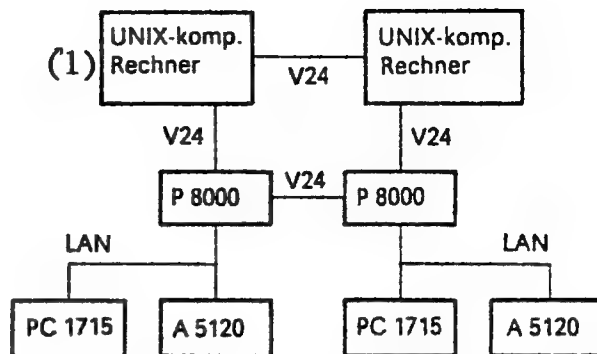 UNIX-komp.
Rechner
(1)
V24
UNIX-komp.
Rechner
V24
V24
P 8000
V24
P 8000
LAN
LAN
PC 1715
A 5120
PC 1715
A 5120